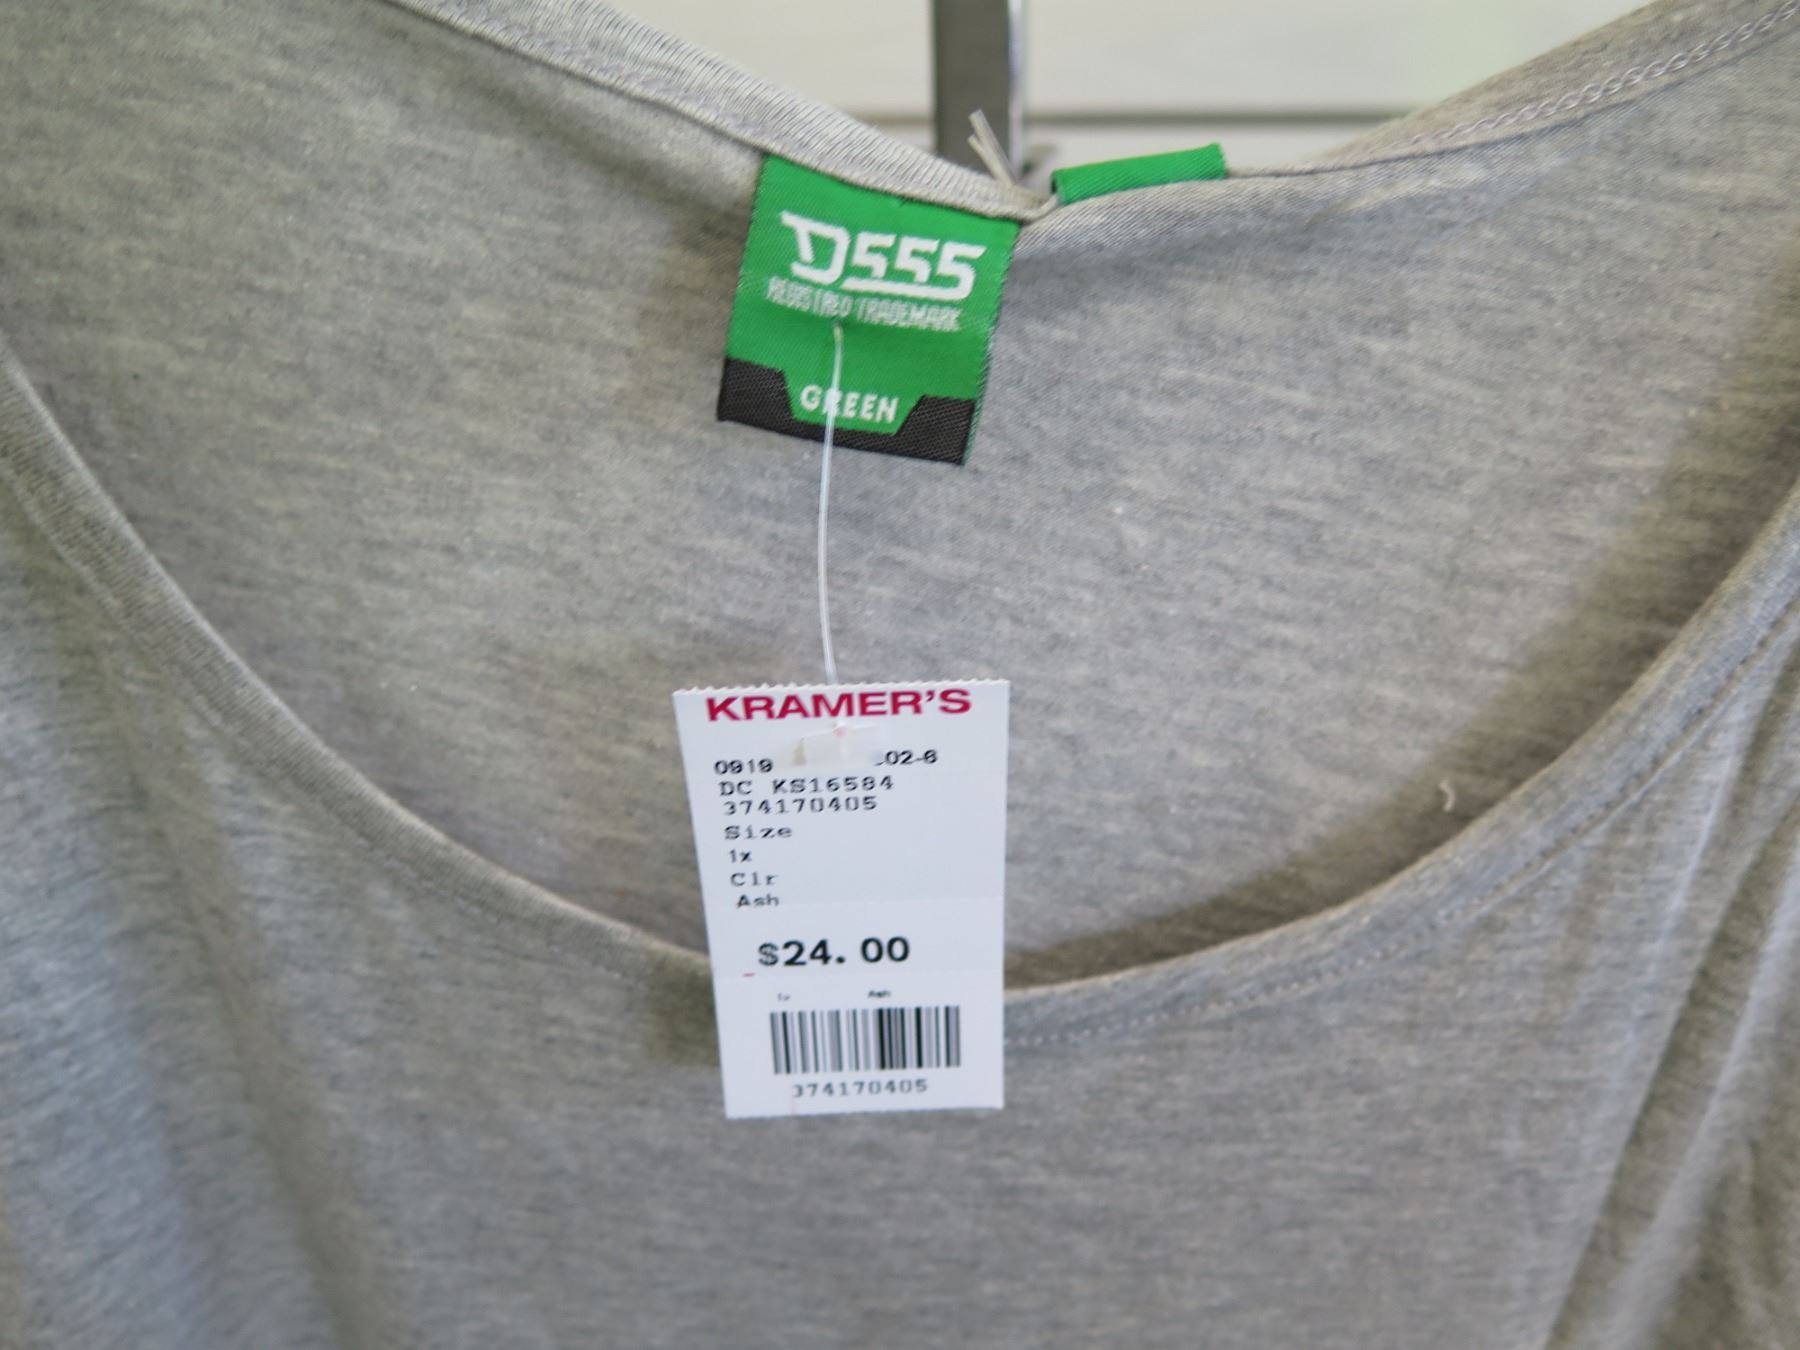 D555
REGISTRED TRADEMARK
GREEN
KRAMER'S
0919 02-6
DC KS16584
374170405
Size
1x
Clr
Ash
$24.00
1x Ash
374170405